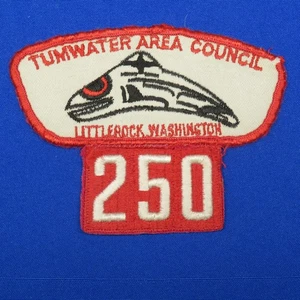 TUMWATER AREA COUNCIL
LITTLEROCK, WASHINGTON
250